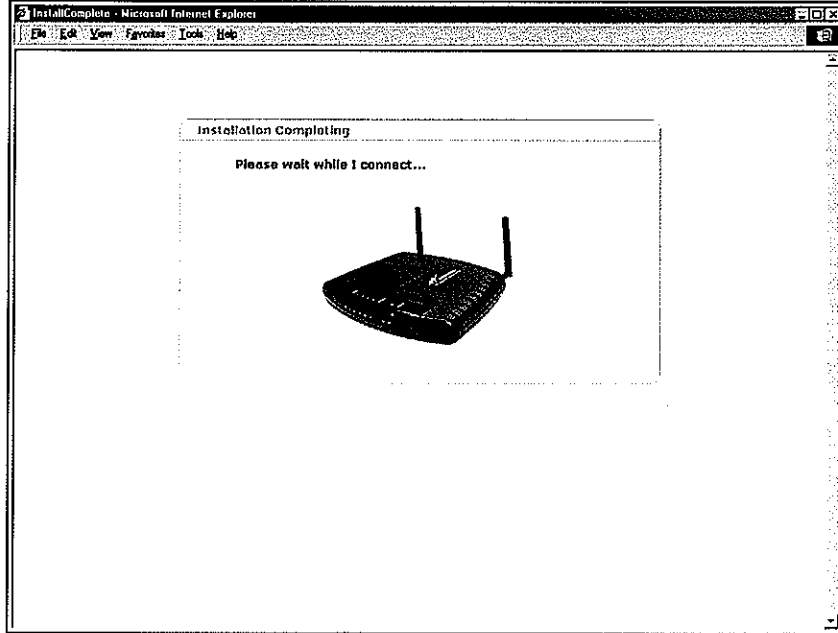 InstallComplete - Microsoft Internet Explorer
File Edit View Favorites Tools Help
Installation Completing
Please wait while I connect...